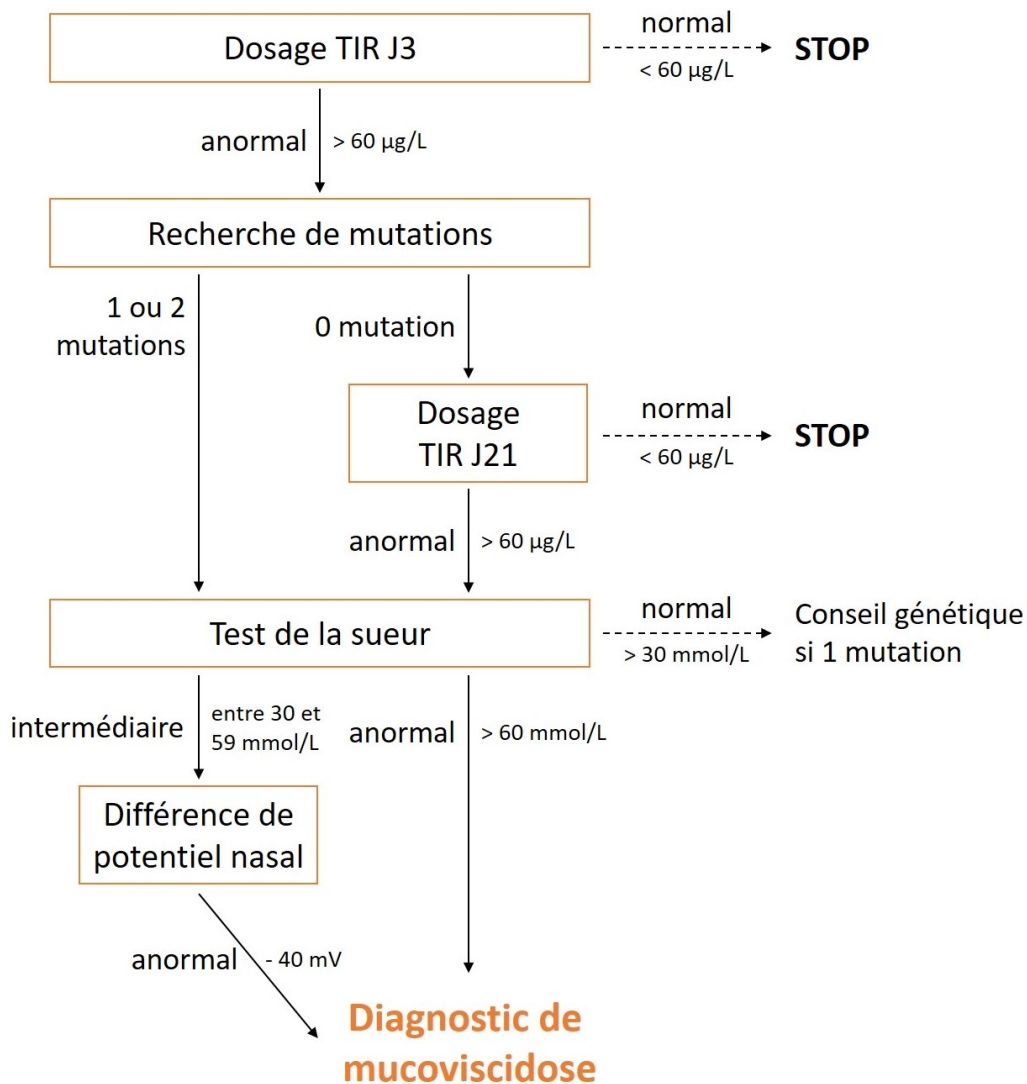 Dosage TIR J3
normal
< 60 µg/L
STOP
anormal
> 60 µg/L
Recherche de mutations
1 ou 2
mutations
0 mutation
Dosage
TIR J21
normal
< 60 µg/L
STOP
anormal
> 60 µg/L
Test de la sueur
normal
> 30 mmol/L
Conseil génétique
si 1 mutation
intermédiaire
entre 30 et
59 mmol/L
anormal
> 60 mmol/L
Différence de
potentiel nasal
anormal
- 40 mV
Diagnostic de
mucoviscidose